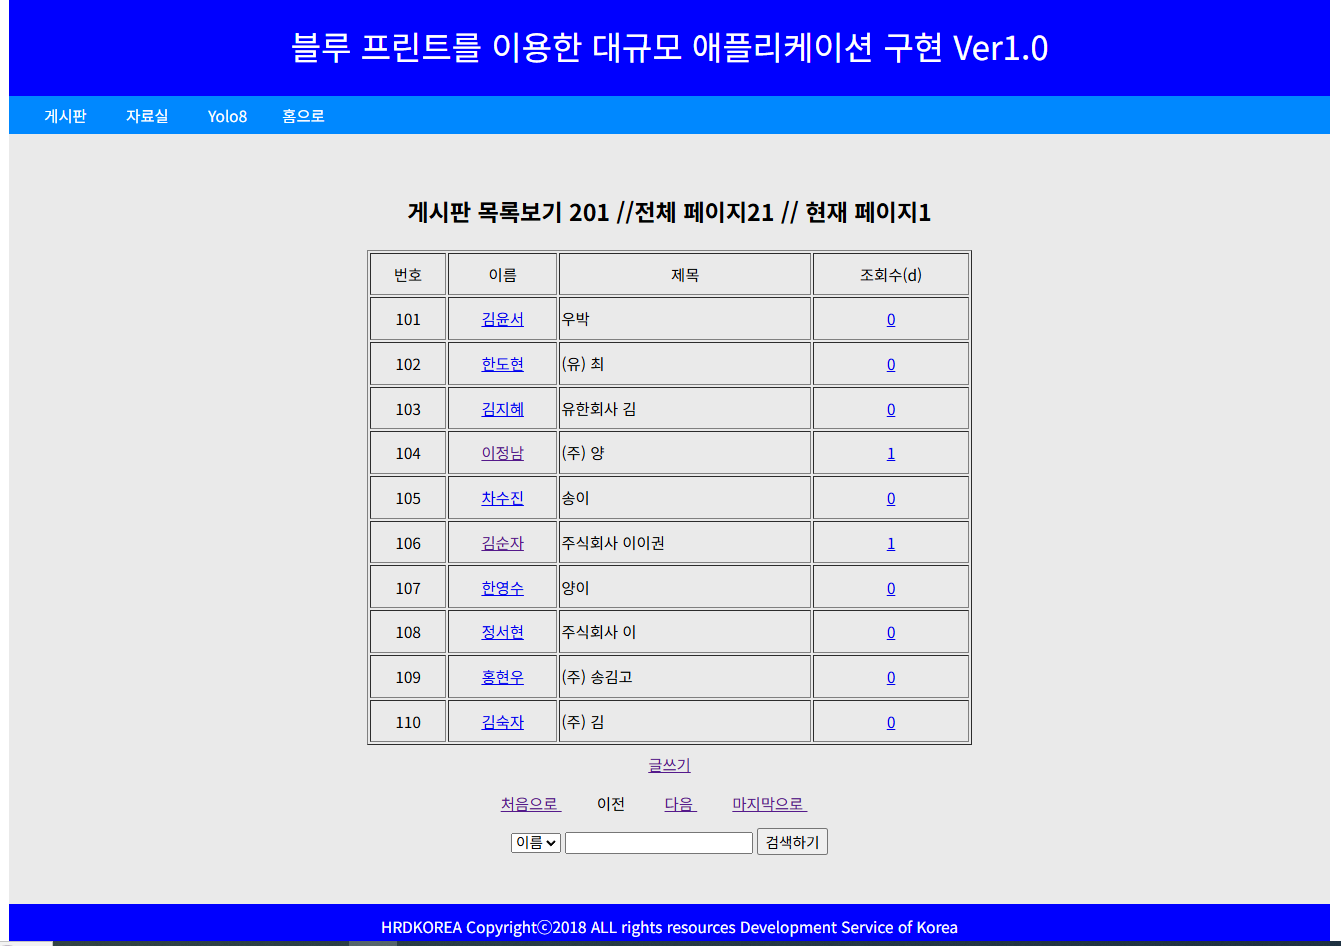 블루 프린트를 이용한 대규모 애플리케이션 구현 Ver1.0
게시판 자료실 Yolo8 홈으로
게시판 목록보기 201 //전체 페이지21 // 현재 페이지1
번호 이름 제목 조회수(d)
101 김윤서 우박 0
102 한도현 (유) 최 0
103 김지혜 유한회사 김 0
104 이정남 (주) 양 1
105 차수진 송이 0
106 김순자 주식회사 이이권 1
107 한영수 양이 0
108 정서현 주식회사 이 0
109 홍현우 (주) 송김고 0
110 김숙자 (주) 김 0
글쓰기
처음으로 이전 다음 마지막으로
이름 검색하기
HRDKOREA Copyrightⓒ2018 ALL rights resources Development Service of Korea